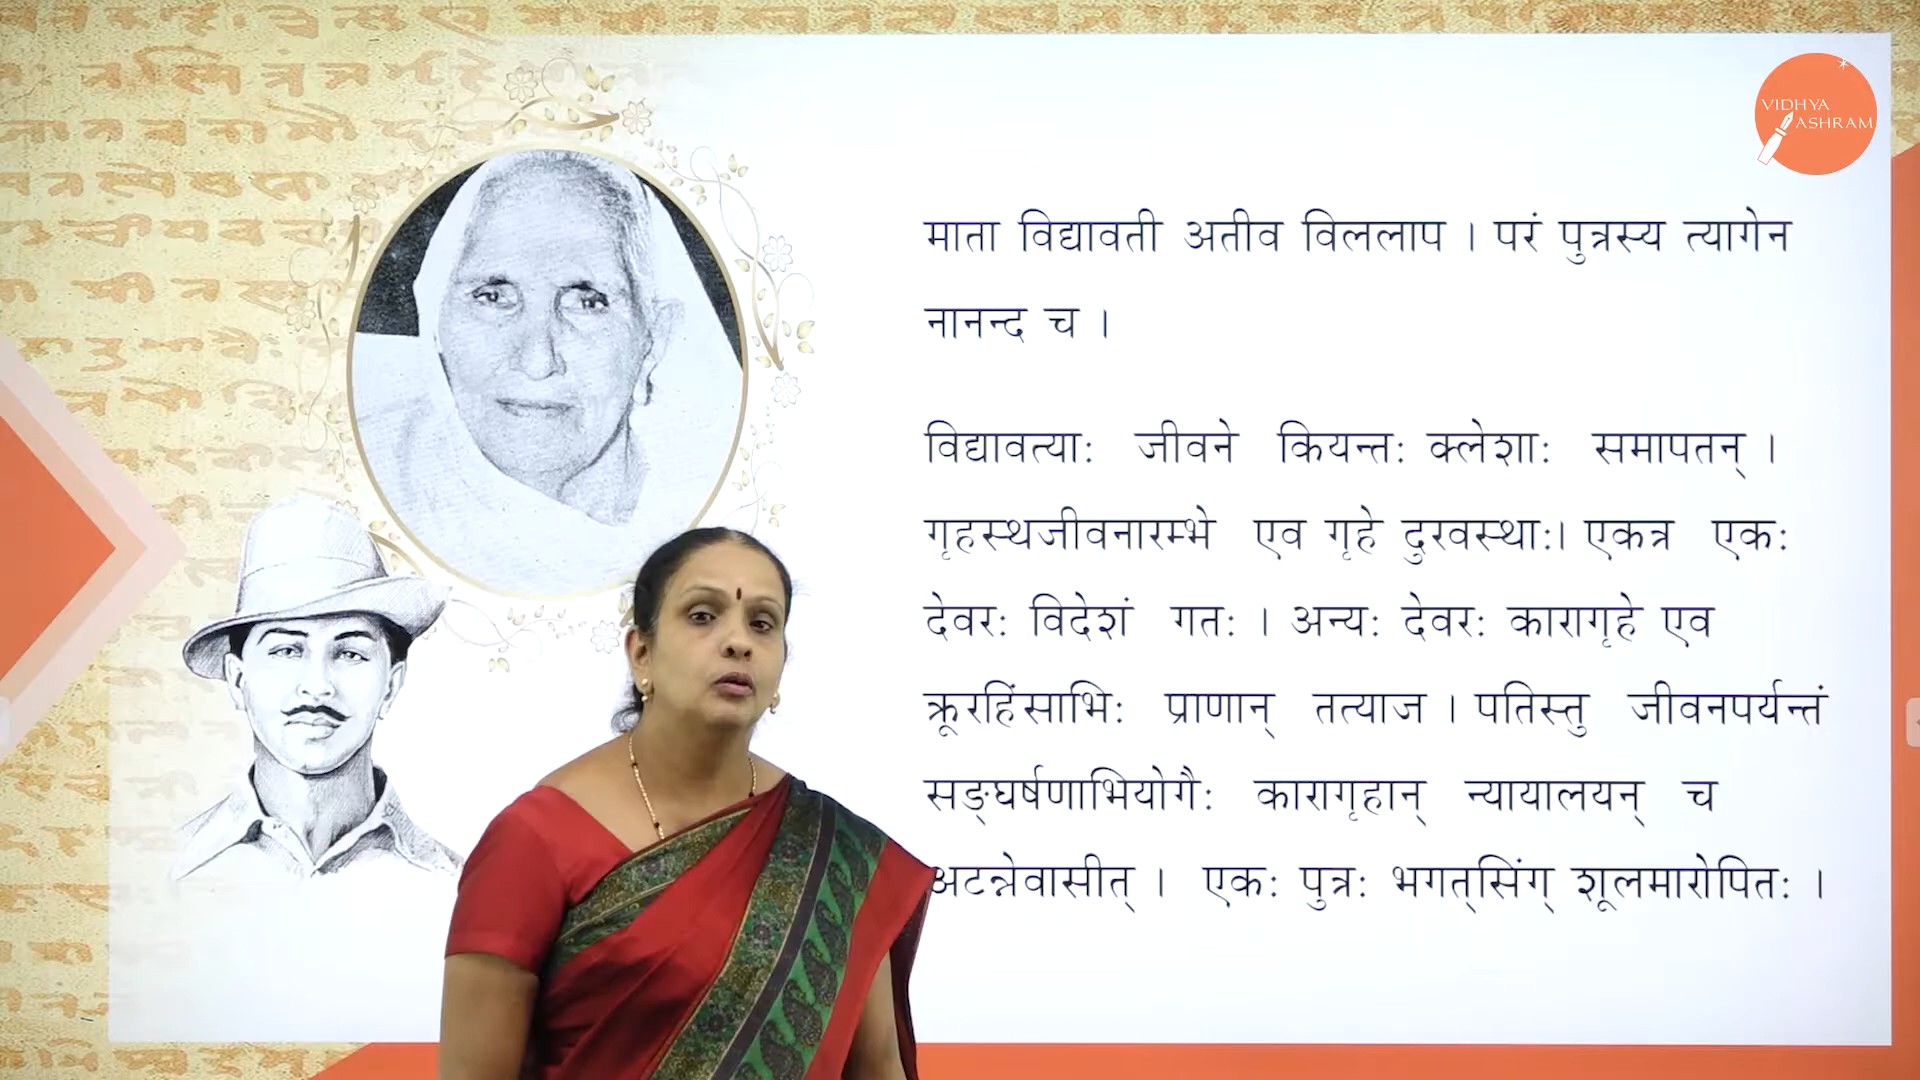 VIDHYA
ASHRAM
माता विद्यावती अतीव विललाप । परं पुत्रस्य त्यागेन
नानन्द च ।
विद्यावत्याः जीवने कियन्तः क्लेशाः समापतन् ।
गृहस्थजीवनारम्भे एव गृहे दुरवस्थाः। एकत्र एकः
देवरः विदेशं गतः । अन्यः देवरः कारागृहे एव
क्रूरहिंसाभिः प्राणान् तत्याज । पतिस्तु जीवनपर्यन्तं
सङ्घर्षणाभियोगैः कारागृहान् न्यायालयन् च
अटन्नेवासीत् । एकः पुत्रः भगत्‌सिंग् शूलमारोपितः ।